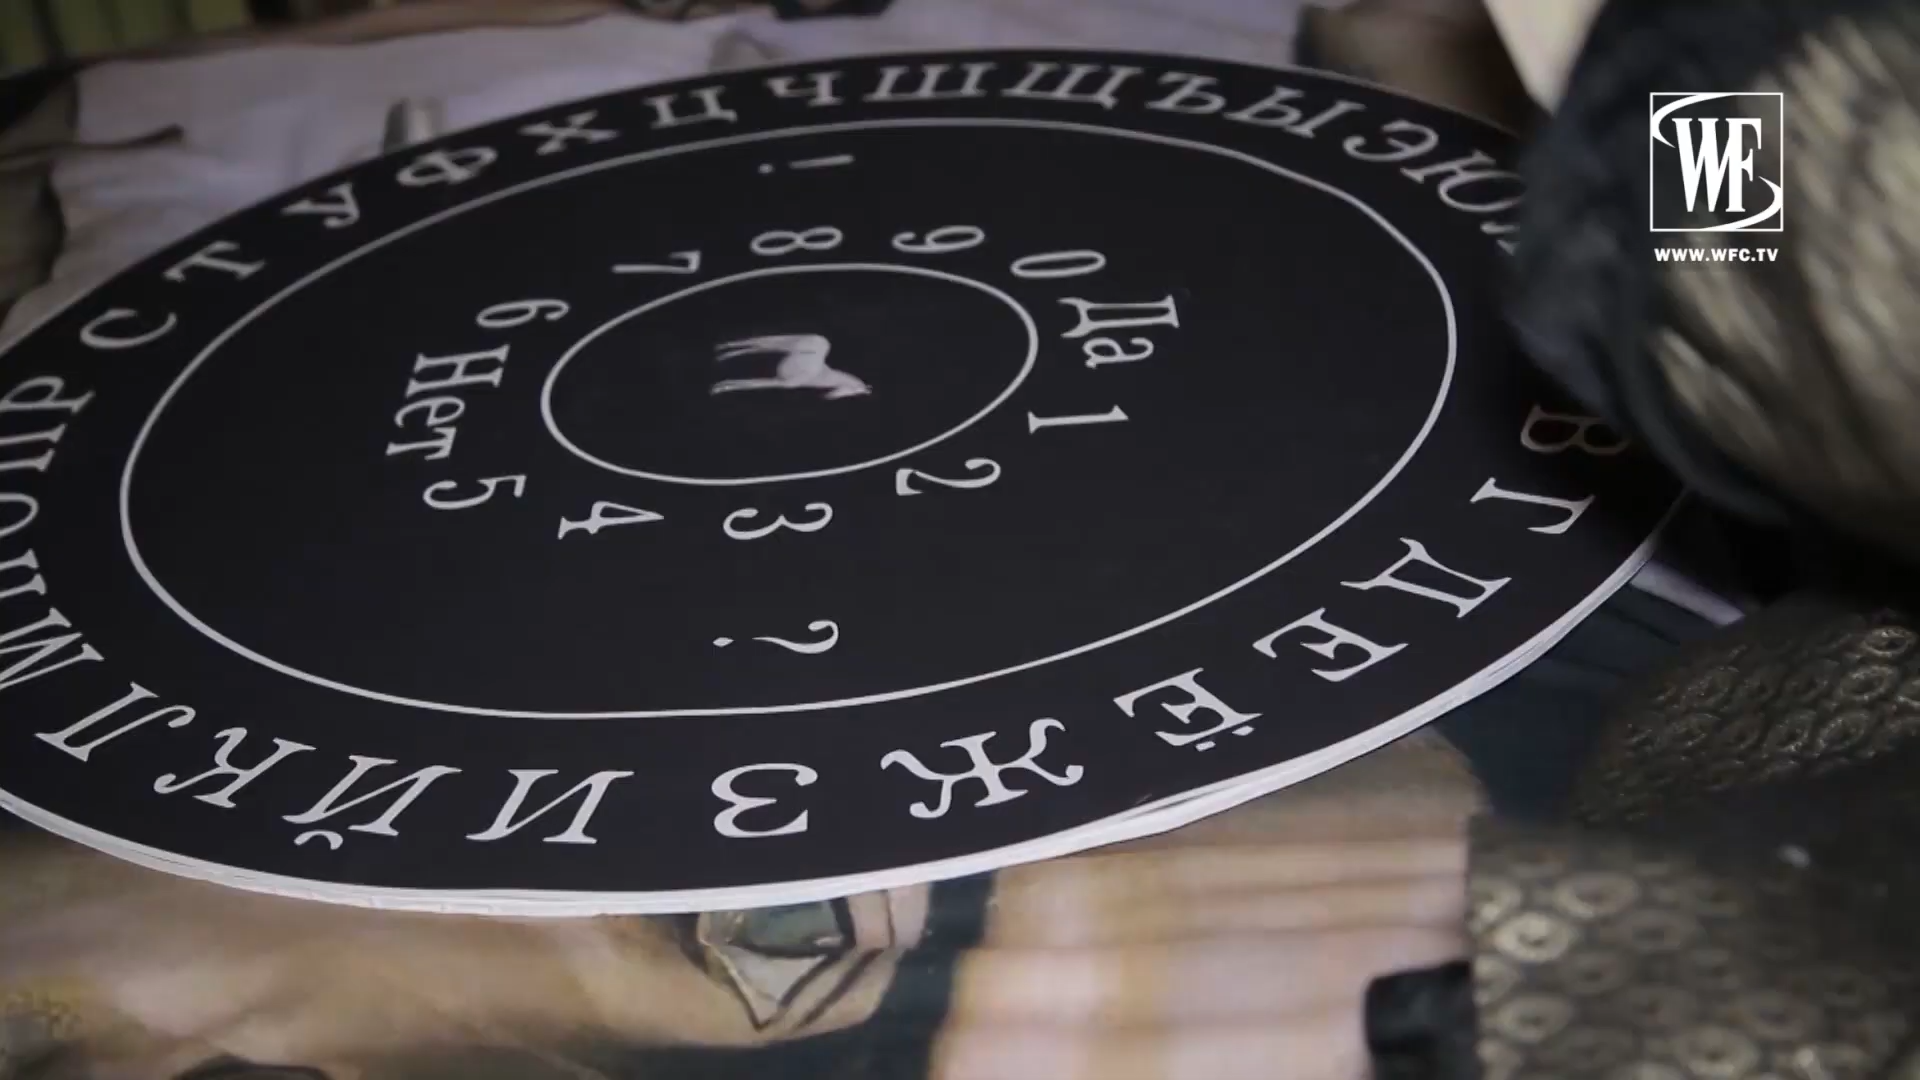 В Г Д Е Ё Ж З И Й К Л М Н О П Р С Т У Ф Х Ц Ч Ш Щ Ъ Ы Э Ю
!
?
Да 1 2 3 4 5 Нет 6 7 8 9 0
WF
WWW.WFC.TV